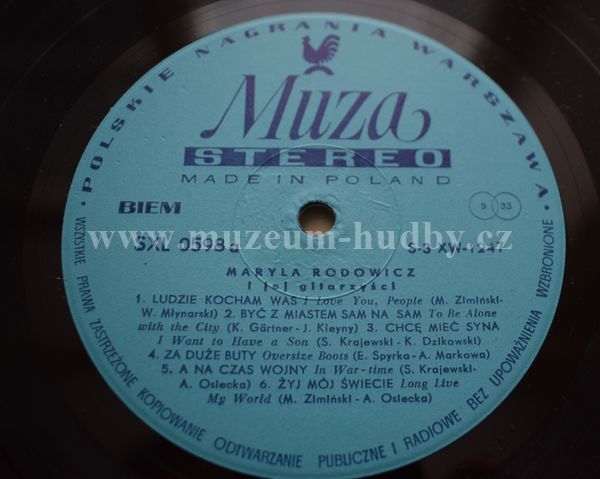 • POLSKIE NAGRANIA WARSZAWA •
Muza
STEREO
MADE IN POLAND
BIEM
S 33
www.muzeum-hudby.cz
SXL 0598a
S-3 XW-1247
MARYLA RODOWICZ
i jej gitarzyści
1. LUDZIE KOCHAM WAS I Love You, People (M. Zimiński-
W. Młynarski) 2. BYĆ Z MIASTEM SAM NA SAM To Be Alone
with the City (K. Gärtner-J. Kleyny) 3. CHCĘ MIEĆ SYNA
I Want to Have a Son (S. Krajewski-K. Dzikowski)
4. ZA DUŻE BUTY Oversize Boots (E. Spyrka-A. Markowa)
5. A NA CZAS WOJNY In War-time (S. Krajewski-
A. Osiecka) 6. ŻYJ MÓJ ŚWIECIE Long Live
My World (M. Zimiński-A. Osiecka)
WSZYSTKIE PRAWA ZASTRZEŻONE KOPIOWANIE ODTWARZANIE PUBLICZNE I RADIOWE BEZ UPOWAŻNIENIA WZBRONIONE